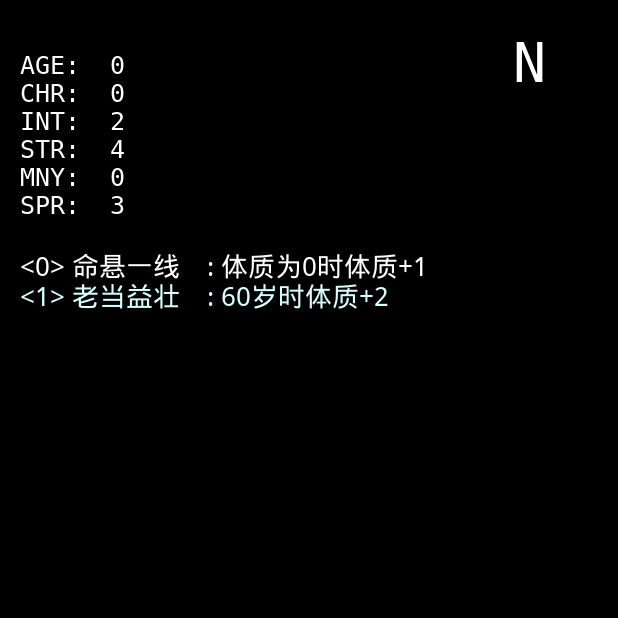 N
AGE: 0
CHR: 0
INT: 2
STR: 4
MNY: 0
SPR: 3
<0> 命悬一线 : 体质为0时体质+1
<1> 老当益壮 : 60岁时体质+2